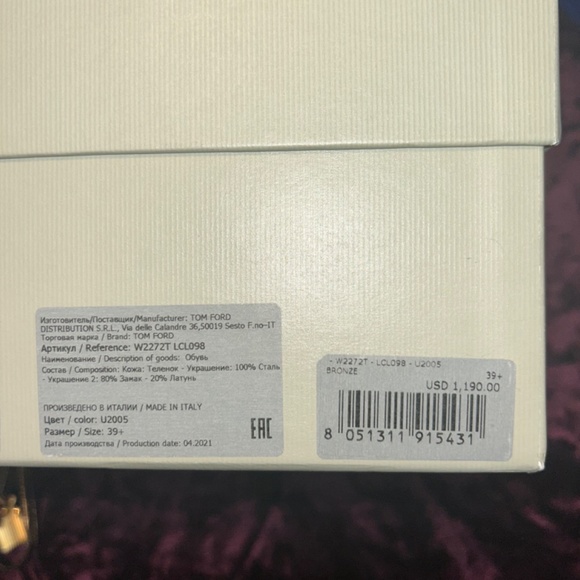 Изготовитель/Поставщик/Manufacturer: TOM FORD
DISTRIBUTION S.R.L., Via delle Calandre 36,50019 Sesto F.no-IT
Торговая марка / Brand: TOM FORD
Артикул / Reference: W2272T LCL098
Наименование / Description of goods: Обувь
Состав / Composition: Кожа: Теленок - Украшение: 100% Сталь
- Украшение 2: 80% Замак - 20% Латунь
ПРОИЗВЕДЕНО В ИТАЛИИ / MADE IN ITALY
Цвет / color: U2005
Размер / Size: 39+
Дата производства / Production date: 04.2021
EAC
- W2272T - LCL098 - U2005
BRONZE
39+
USD 1,190.00
8 051311 915431